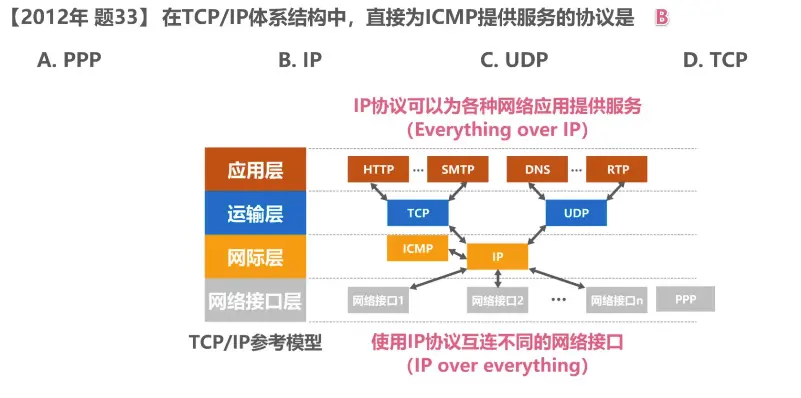 【2012年 题33】在TCP/IP体系结构中，直接为ICMP提供服务的协议是 B
A. PPP B. IP C. UDP D. TCP
IP协议可以为各种网络应用提供服务
（Everything over IP）
应用层 HTTP ··· SMTP DNS ··· RTP
运输层 TCP UDP
网际层 ICMP IP
网络接口层 网络接口1 网络接口2 ··· 网络接口n PPP
TCP/IP参考模型 使用IP协议互连不同的网络接口
（IP over everything）